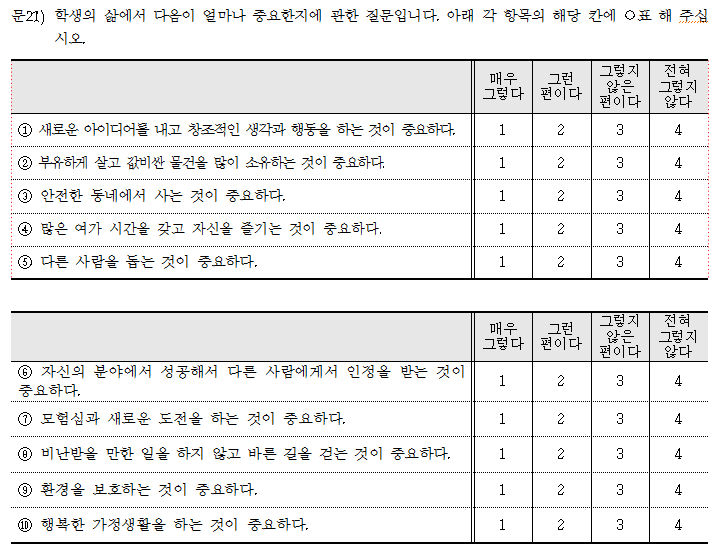 문21) 학생의 삶에서 다음이 얼마나 중요한지에 관한 질문입니다. 아래 각 항목의 해당 칸에 ○표 해 주십
시오.
매우 그렇다 그런 편이다 그렇지 않은 편이다 전혀 그렇지 않다
① 새로운 아이디어를 내고 창조적인 생각과 행동을 하는 것이 중요하다. 1 2 3 4
② 부유하게 살고 값비싼 물건을 많이 소유하는 것이 중요하다. 1 2 3 4
③ 안전한 동네에서 사는 것이 중요하다. 1 2 3 4
④ 많은 여가 시간을 갖고 자신을 즐기는 것이 중요하다. 1 2 3 4
⑤ 다른 사람을 돕는 것이 중요하다. 1 2 3 4
매우 그렇다 그런 편이다 그렇지 않은 편이다 전혀 그렇지 않다
⑥ 자신의 분야에서 성공해서 다른 사람에게서 인정을 받는 것이
중요하다. 1 2 3 4
⑦ 모험심과 새로운 도전을 하는 것이 중요하다. 1 2 3 4
⑧ 비난받을 만한 일을 하지 않고 바른 길을 걷는 것이 중요하다. 1 2 3 4
⑨ 환경을 보호하는 것이 중요하다. 1 2 3 4
⑩ 행복한 가정생활을 하는 것이 중요하다. 1 2 3 4